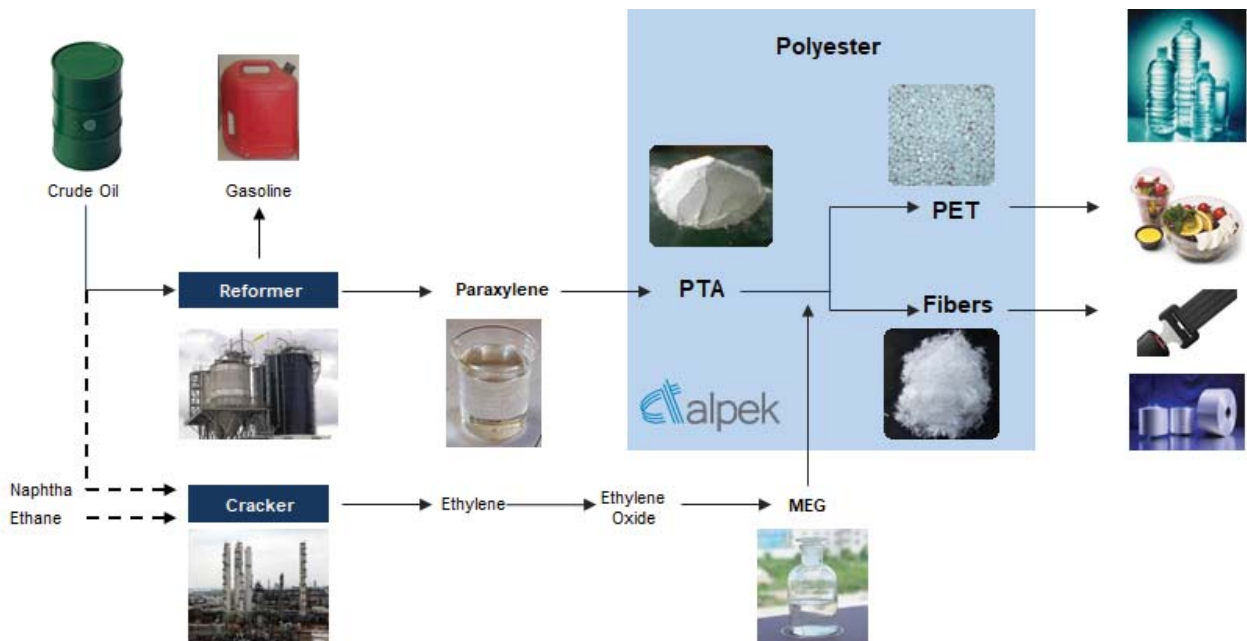 Polyester
Crude Oil
Gasoline
PET
Reformer
Paraxylene
PTA
Fibers
alpek
Naphtha
Ethane
Cracker
Ethylene
Ethylene
Oxide
MEG